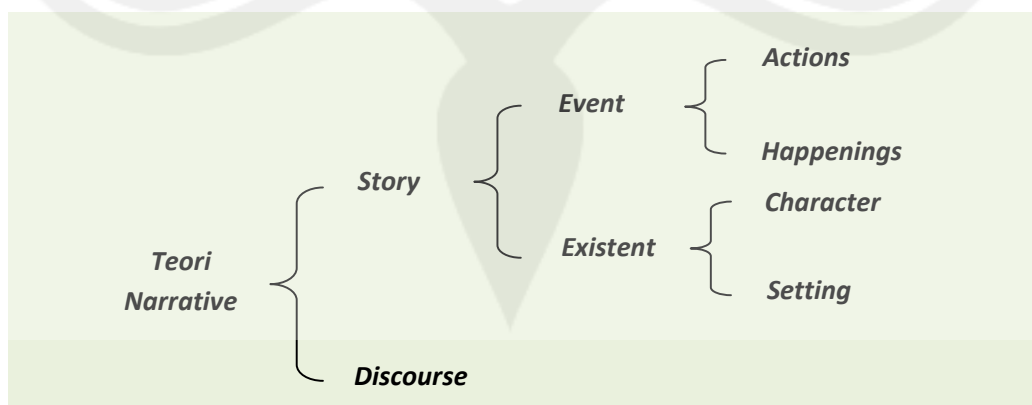 Actions
Event
Happenings
Story
Character
Existent
Teori
Narrative
Setting
Discourse